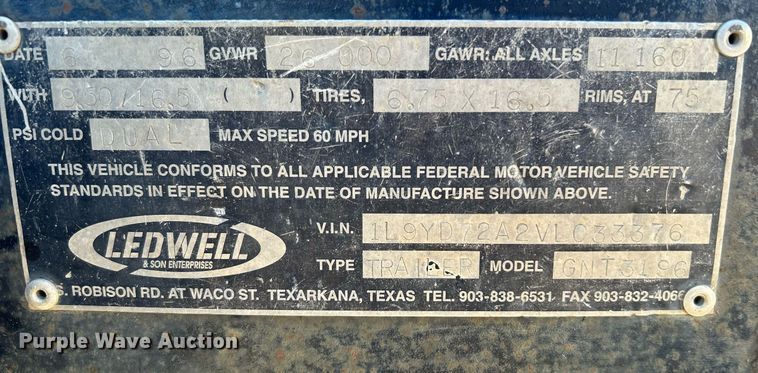 DATE 6 96 GVWR 26 000 GAWR: ALL AXLES 11 160
WITH 9.50/16.5 ( ) TIRES, 6.75 X 16.5 RIMS, AT 75
PSI COLD DUAL MAX SPEED 60 MPH
THIS VEHICLE CONFORMS TO ALL APPLICABLE FEDERAL MOTOR VEHICLE SAFETY
STANDARDS IN EFFECT ON THE DATE OF MANUFACTURE SHOWN ABOVE.
LEDWELL
& SON ENTERPRISES
V.I.N.
TYPE TRAILER MODEL
S. ROBISON RD. AT WACO ST. TEXARKANA, TEXAS TEL. 903-838-6531 FAX 903-832-4066
Purple Wave Auction